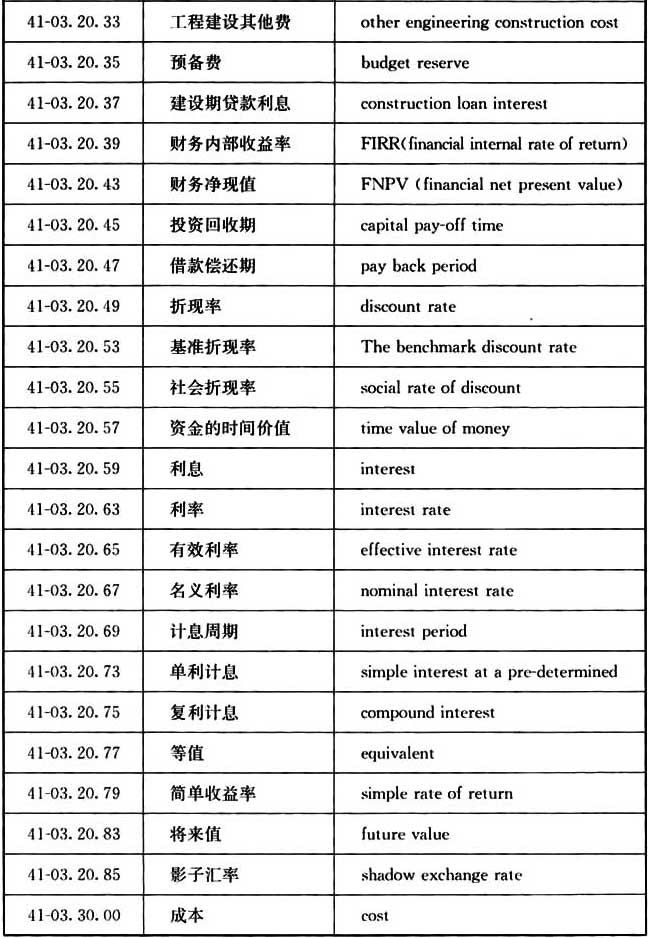 41-03. 20. 33 工程建设其他费 other engineering construction cost
41-03. 20. 35 预备费 budget reserve
41-03. 20. 37 建设期贷款利息 construction loan interest
41-03. 20. 39 财务内部收益率 FIRR(financial internal rate of return)
41-03. 20. 43 财务净现值 FNPV (financial net present value)
41-03. 20. 45 投资回收期 capital pay-off time
41-03. 20. 47 借款偿还期 pay back period
41-03. 20. 49 折现率 discount rate
41-03. 20. 53 基准折现率 The benchmark discount rate
41-03. 20. 55 社会折现率 social rate of discount
41-03. 20. 57 资金的时间价值 time value of money
41-03. 20. 59 利息 interest
41-03. 20. 63 利率 interest rate
41-03. 20. 65 有效利率 effective interest rate
41-03. 20. 67 名义利率 nominal interest rate
41-03. 20. 69 计息周期 interest period
41-03. 20. 73 单利计息 simple interest at a pre-determined
41-03. 20. 75 复利计息 compound interest
41-03. 20. 77 等值 equivalent
41-03. 20. 79 简单收益率 simple rate of return
41-03. 20. 83 将来值 future value
41-03. 20. 85 影子汇率 shadow exchange rate
41-03. 30. 00 成本 cost